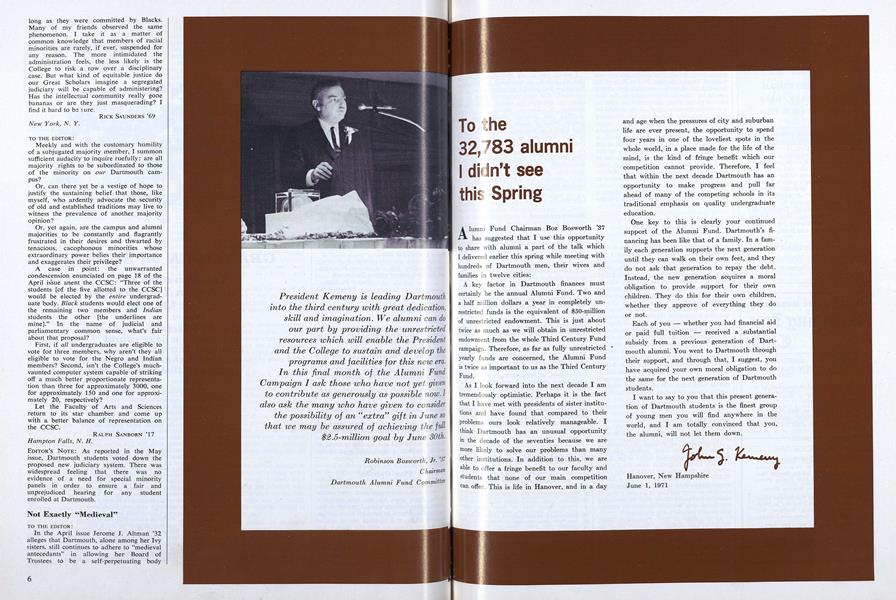 long as they were committed by Blacks.
Many of my friends observed the same
phenomenon. I take it as a matter of
common knowledge that members of racial
minorities are rarely, if ever, suspended for
any reason. The more intimidated the
administration feels, the less likely is the
College to risk a row over a disciplinary
case. But what kind of equitable justice do
our Great Scholars imagine a segregated
judiciary will be capable of administering?
Has the intellectual community really gone
bananas or are they just masquerading? I
find it hard to be sure.
RICK SAUNDERS '69
New York, N. Y.
TO THE EDITOR:
Meekly and with the customary humility
of a subjugated majority member, I summon
sufficient audacity to inquire ruefully: are all
majority rights to be subordinated to those
of the minority on our Dartmouth cam-
pus?
Or, can there yet be a vestige of hope to
justify the sustaining belief that those, like
myself, who ardently advocate the security
of old and established traditions may live to
witness the prevalence of another majority
opinion?
Or, yet again, are the campus and alumni
majorities to be constantly and flagrantly
frustrated in their desires and thwarted by
tenacious, cacophonous minorities whose
extraordinary power belies their importance
and exaggerates their privilege?
A case in point: the unwarranted
condescension enunciated on page 18 of the
April issue anent the CCSC: "Three of the
students [of the five allotted to the CCSC]
would be elected by the entire undergrad-
uate body. Black students would elect one of
the remaining two members and Indian
students the other [the underlines are
mine]." In the name of judicial and
parliamentary common sense, what's fair
about that proposal?
First, if all undergraduates are eligible to
vote for three members, why aren't they all
eligible to vote for the Negro and Indian
members? Second, isn't the College's much-
vaunted computer system capable of striking
off a much better proportionate representa-
tion than three for approximately 3000, one
for approximately 150 and one for approxi-
mately 20, respectively?
Let the Faculty of Arts and Sciences
return to its star chamber and come up
with a better balance of representation on
the CCSC.
RALPH SANBORN '17
Hampton Falls, N. H.
EDITOR'S NOTE: As reported in the May
issue, Dartmouth students voted down the
proposed new judiciary system. There was
widespread feeling that there was no
evidence of a need for special minority
panels in order to ensure a fair and
unprejudiced hearing for any student
enrolled at Dartmouth.
Not Exactly "Medieval"
TO THE EDITOR:
In the April issue Jerome J. Altman '32
alleges that Dartmouth, alone among her Ivy
sisters, still continues to adhere to "medieval
antecedants" in allowing her Board of
Trustees to be a self-perpetuating body
6
President Kemeny is leading Dartmouth
into the third century with great dedication,
skill and imagination. We alumni can do
our part by providing the unrestricted
resources which will enable the President
and the College to sustain and develop the
programs and facilities for this new era.
In this final month of the Alumni Fund
Campaign I ask those who have not yet given
to contribute as generously as possible now. I
also ask the many who have given to consider
the possibility of an "extra" gift in June so
that we may be assured of achieving the full
$2.5-million goal by June 30th.
Robinson Bosworth, Jr. '37
Chairman
Dartmouth Alumni Fund Committee
To the
32,783 alumni
I didn't see
this Spring
Alumni Fund Chairman Boz Bosworth '37
has suggested that I use this opportunity
to share with alumni a part of the talk which
I delivered earlier this spring while meeting with
hundreds of Dartmouth men, their wives and
families in twelve cities:
A key factor in Dartmouth finances must
certainly be the annual Alumni Fund. Two and
a half million dollars a year in completely un-
restricted funds is the equivalent of $50-million
of unrestricted endowment. This is just about
twice as much as we will obtain in unrestricted
endowment from the whole Third Century Fund
campaign. Therefore, as far as fully unrestricted
yearly funds are concerned, the Alumni Fund
is twice as important to us as the Third Century
Fund.
As I look forward into the next decade I am
tremendously optimistic. Perhaps it is the fact
that I have met with presidents of sister institu-
tions and have found that compared to their
problems ours look relatively manageable. I
think Dartmouth has an unusual opportunity
in the decade of the seventies because we are
more likely to solve our problems than many
other institutions. In addition to this, we are
able to offer a fringe benefit to our faculty and
students that none of our main competition
can offer. This is life in Hanover, and in a day
and age when the pressures of city and suburban
life are ever present, the opportunity to spend
four years in one of the loveliest spots in the
whole world, in a place made for the life of the
mind, is the kind of fringe benefit which our
competition cannot provide. Therefore, I feel
that within the next decade Dartmouth has an
opportunity to make progress and pull far
ahead of many of the competing schools in its
traditional emphasis on quality undergraduate
education.
One key to this is clearly your continued
support of the Alumni Fund. Dartmouth's fi-
nancing has been like that of a family. In a fam-
ily each generation supports the next generation
until they can walk on their own feet, and they
do not ask that generation to repay the debt.
Instead, the new generation acquires a moral
obligation to provide support for their own
children. They do this for their own children,
whether they approve of everything they do
or not.
Each of you — whether you had financial aid
or paid full tuition — received a substantial
subsidy from a previous generation of Dart-
mouth alumni. You went to Dartmouth through
their support, and through that, I suggest, you
have acquired your own moral obligation to do
the same for the next generation of Dartmouth
students.
I want to say to you that this present genera-
tion of Dartmouth students is the finest group
of young men you will find anywhere in the
world, and I am totally convinced that you,
the alumni, will not let them down.
John G. Kemeny
Hanover, New Hampshire
June 1, 1971